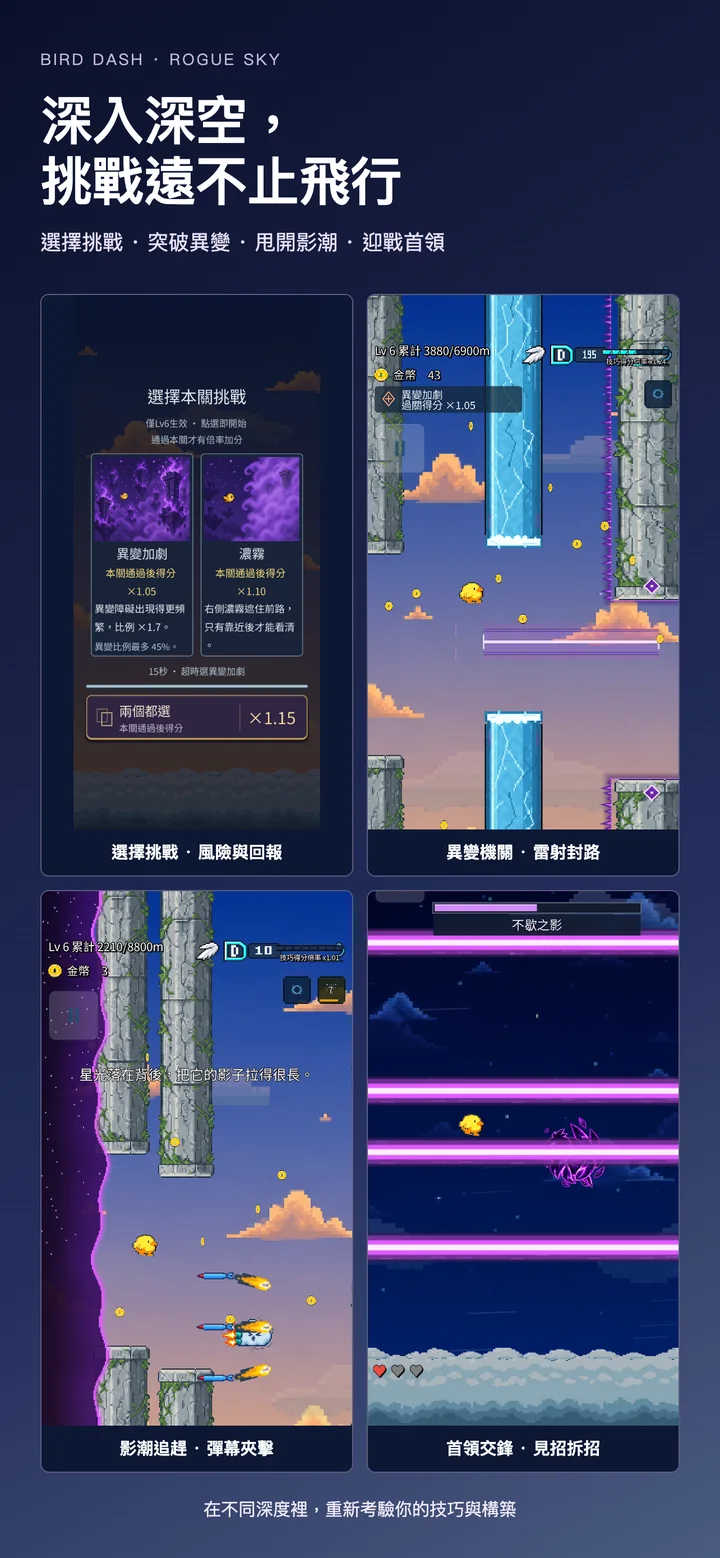 BIRD DASH · ROGUE SKY
深入深空，
挑戰遠不止飛行
選擇挑戰 · 突破異變 · 甩開影潮 · 迎戰首領
選擇本關挑戰
僅Lv6生效 · 點選即開始
通過本關才有倍率加分
異變加劇
本關通過後得分
×1.05
異變障礙出現得更頻
繁，比例 ×1.7。
異變比例最多 45%。
濃霧
本關通過後得分
×1.10
右側濃霧遮住前路，
只有靠近後才能看清
。
15秒 · 超時選異變加劇
兩個都選
本關通過後得分
×1.15
選擇挑戰 · 風險與回報
Lv 6 累計 3880/6900m
D
195
金幣 43
異變加劇
過關得分 ×1.05
異變機關 · 雷射封路
Lv 6 累計 2210/8800m
D
10
技巧得分倍率 x1.01
金幣 3
7
星光落在背後，把它的影子拉得很長。
影潮追趕 · 彈幕夾擊
不歇之影
首領交鋒 · 見招拆招
在不同深度裡，重新考驗你的技巧與構築